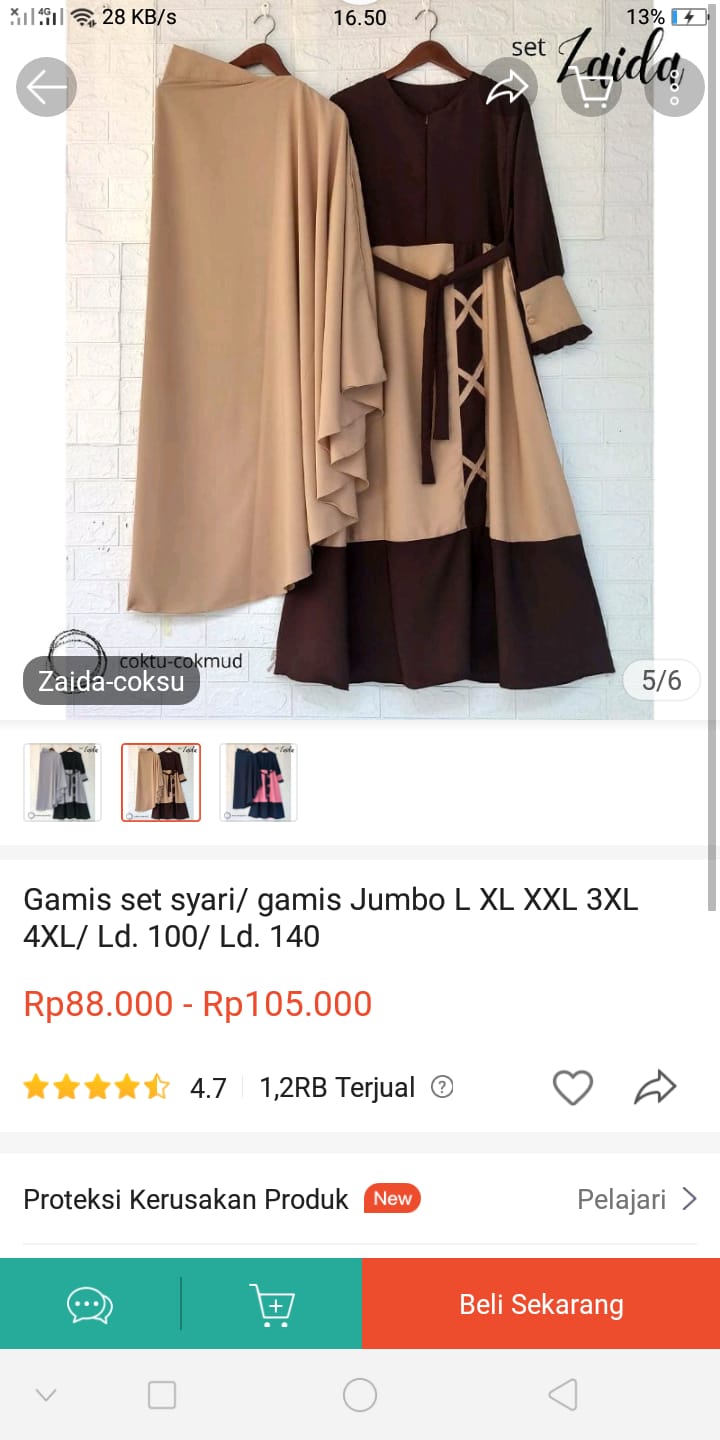 4G 28 KB/s 16.50 13%
set Zaida
coktu-cokmud
Zaida-coksu
5/6
Gamis set syari/ gamis Jumbo L XL XXL 3XL
4XL/ Ld. 100/ Ld. 140
Rp88.000 - Rp105.000
4.7 1,2RB Terjual ?
Proteksi Kerusakan Produk New Pelajari
Beli Sekarang